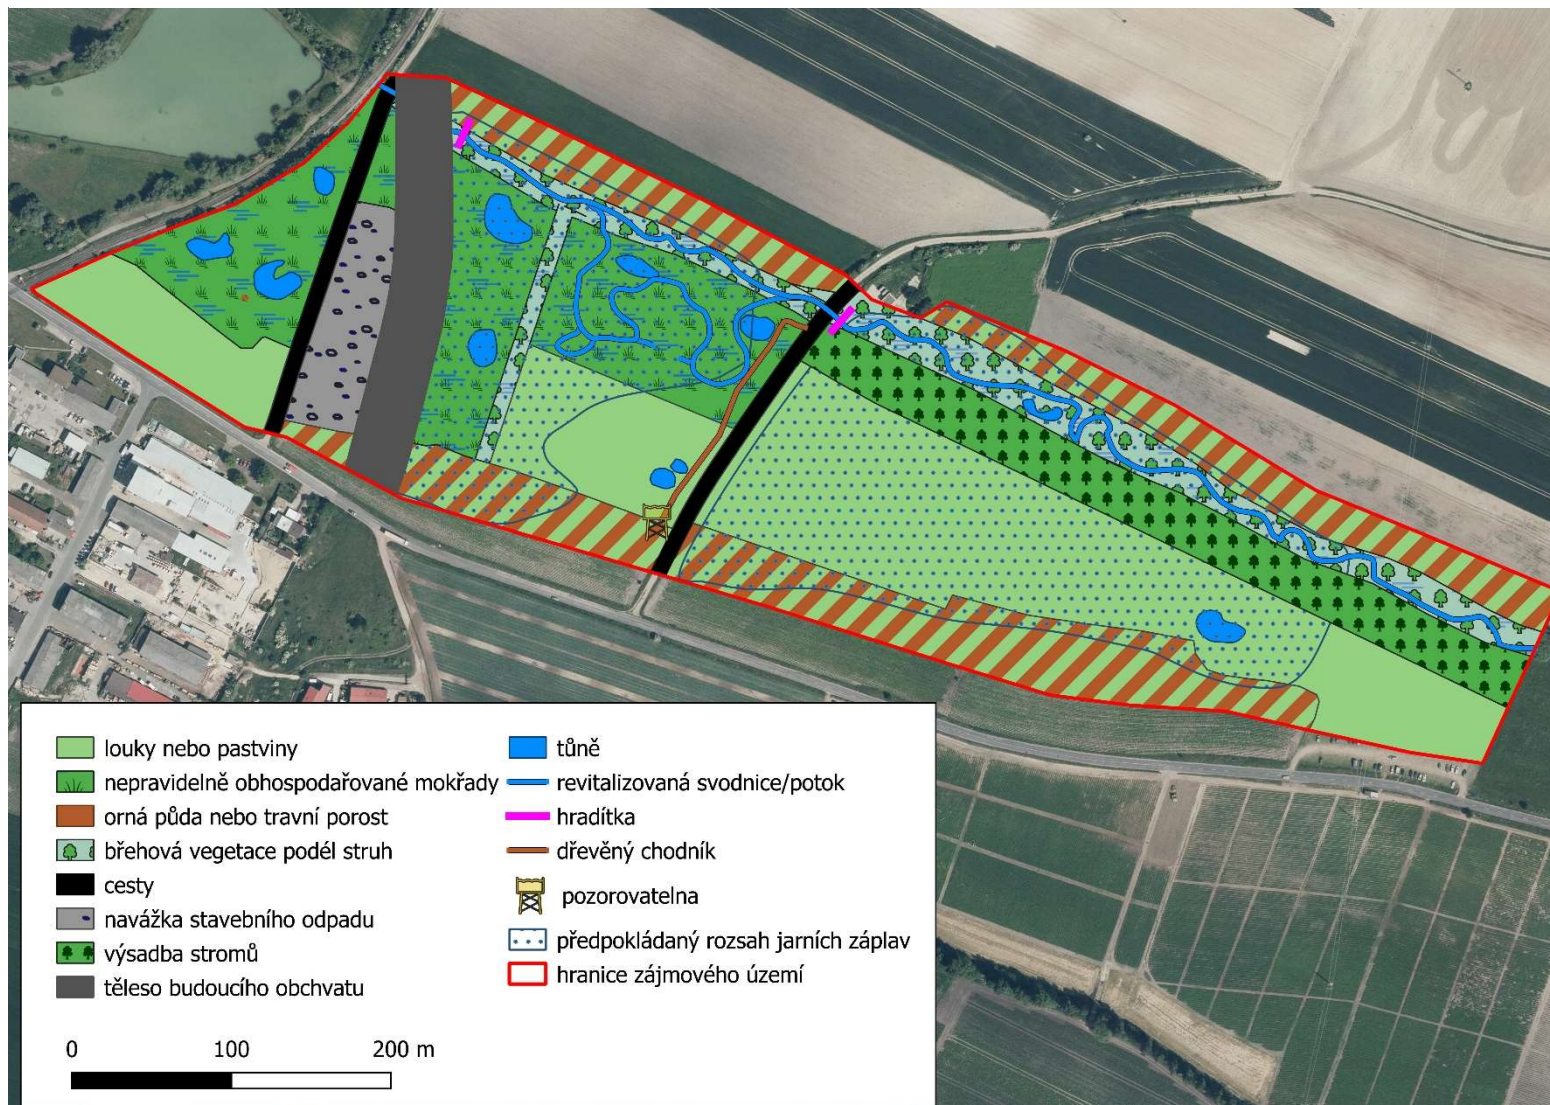 louky nebo pastviny
nepravidelně obhospodařované mokřady
orná půda nebo travní porost
břehová vegetace podél struh
cesty
navážka stavebního odpadu
výsadba stromů
těleso budoucího obchvatu
tůně
revitalizovaná svodnice/potok
hradítka
dřevěný chodník
pozorovatelna
předpokládaný rozsah jarních záplav
hranice zájmového území
0 100 200 m